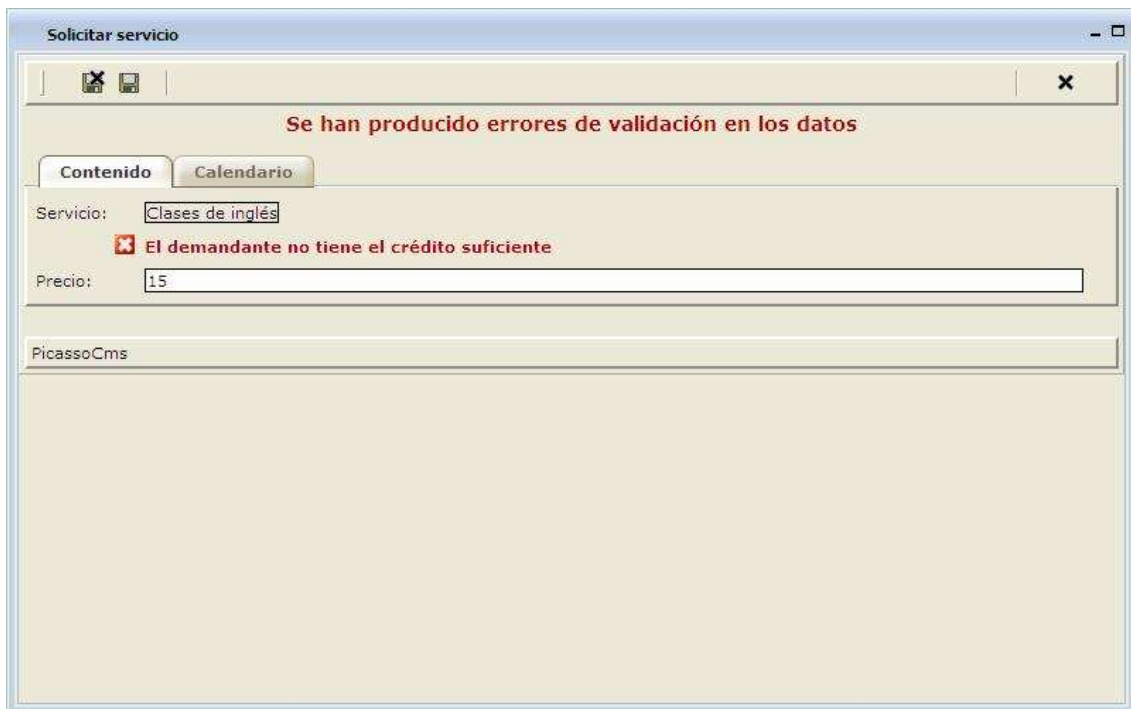 Solicitar servicio
Se han producido errores de validación en los datos
Contenido Calendario
Servicio: Clases de inglés
El demandante no tiene el crédito suficiente
Precio: 15
PicassoCms